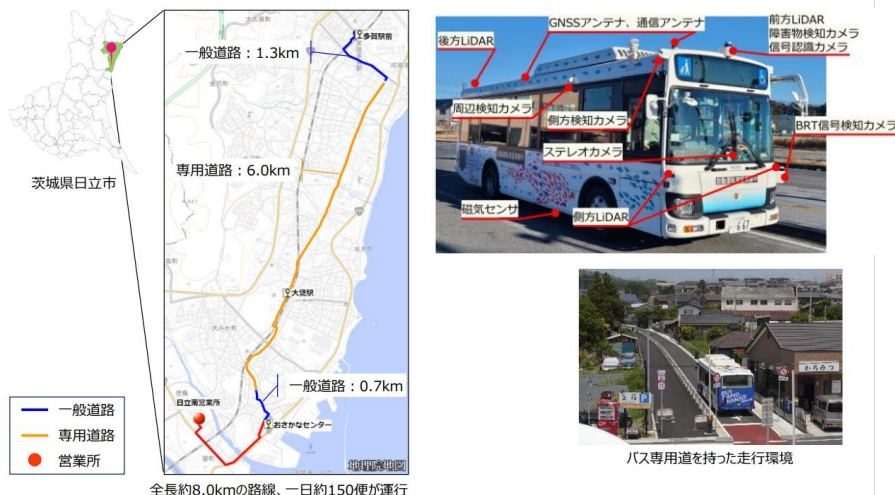 茨城県日立市
一般道路：1.3km
多賀駅前
専用道路：6.0km
大甕駅
一般道路：0.7km
日立南営業所
おさかなセンター
地理院地図
一般道路
専用道路
営業所
全長約8.0kmの路線、一日約150便が運行
GNSSアンテナ、通信アンテナ
前方LiDAR
障害物検知カメラ
信号認識カメラ
後方LiDAR
周辺検知カメラ
側方検知カメラ
BRT信号検知カメラ
ステレオカメラ
磁気センサ
側方LiDAR
667
かちみつ
P
バス専用道を持った走行環境